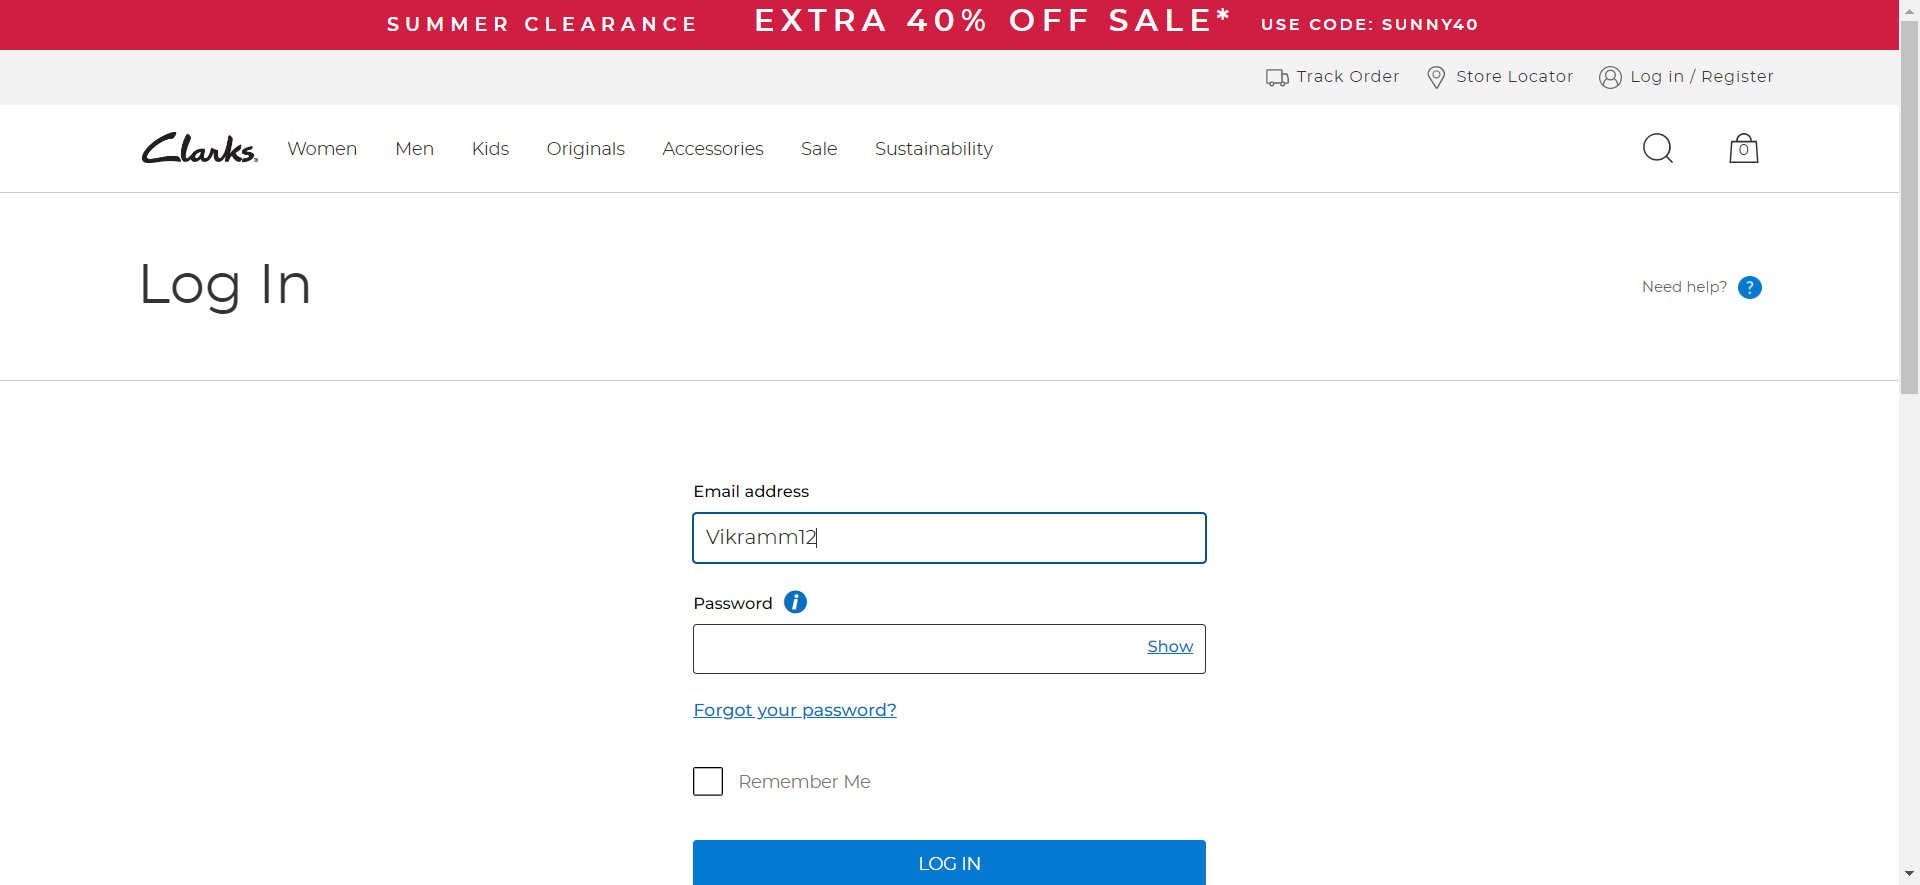 SUMMER CLEARANCE EXTRA 40% OFF SALE* USE CODE: SUNNY40
Track Order Store Locator Log in / Register
Clarks Women Men Kids Originals Accessories Sale Sustainability 0
Log In
Need help? ?
Email address
Vikramm12
Password i
Show
Forgot your password?
Remember Me
LOG IN